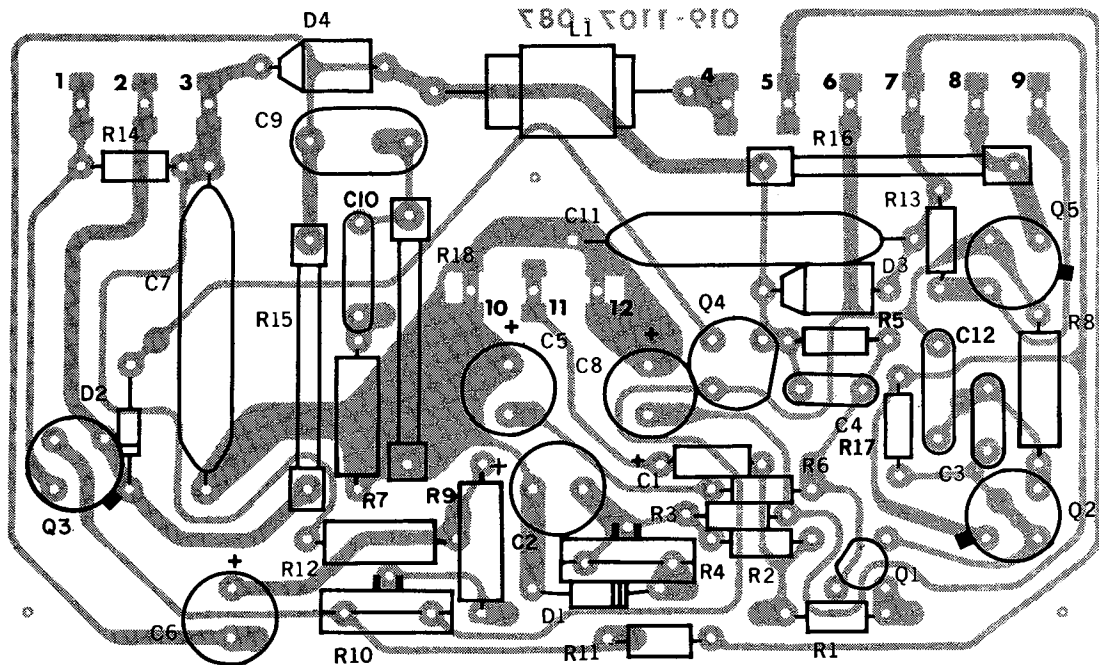 019-1107-087
D4
L1
1 2 3 4 5 6 7 8 9
R14
C9
R16
C10
R13
Q5
C11
R18
D3
C7
10 11 12
R15
+
C5
+
Q4
R5
C12
R8
C8
D2
C4
R17
+
+
C1
R6
C3
R7
R9
Q3
R3
Q2
C2
R12
+
R4
R2
Q1
D1
C6
R10
R11
R1